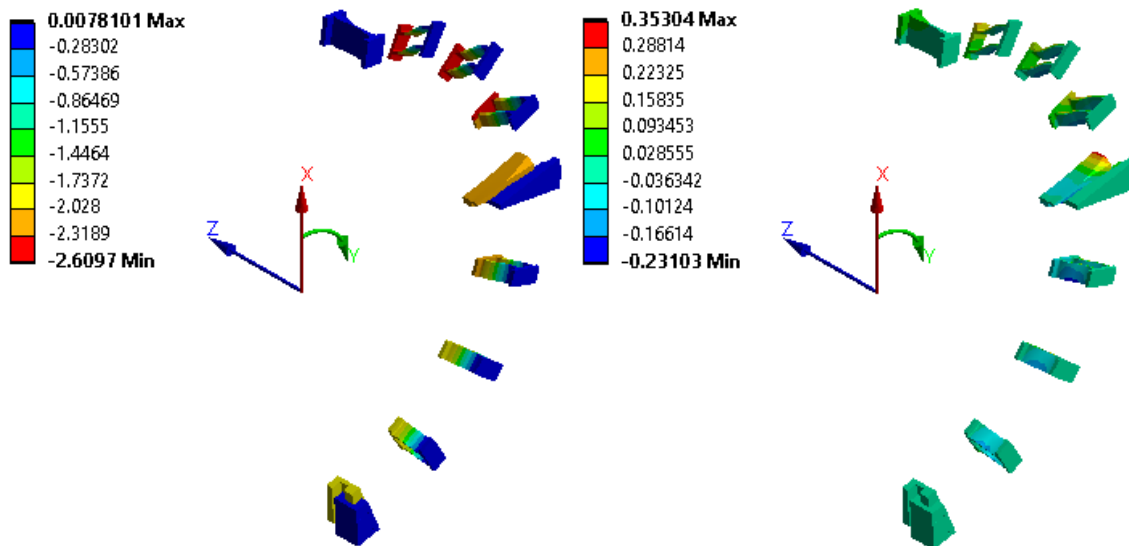 0.0078101 Max
-0.28302
-0.57386
-0.86469
-1.1555
-1.4464
-1.7372
-2.028
-2.3189
-2.6097 Min
X
Z
Y
0.35304 Max
0.28814
0.22325
0.15835
0.093453
0.028555
-0.036342
-0.10124
-0.16614
-0.23103 Min
X
Z
Y